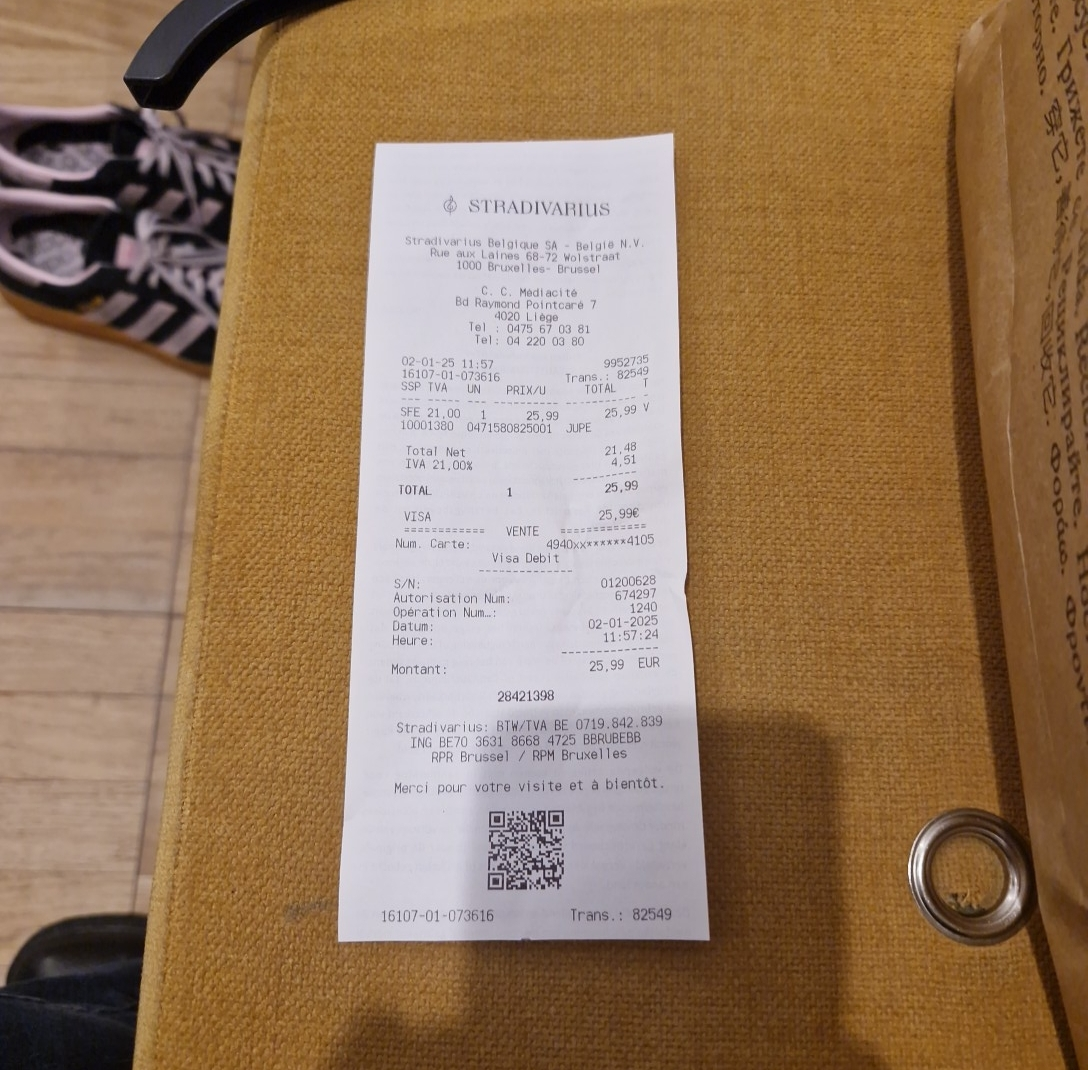 STRADIVARIUS
Stradivarius Belgique SA - België N.V.
Rue aux Laines 68-72 Wolstraat
1000 Bruxelles- Brussel
C. C. Médiacité
Bd Raymond Pointcaré 7
4020 Liège
Tel : 0475 67 03 81
Tel: 04 220 03 80
02-01-25 11:57 9952735
16107-01-073616 Trans.: 82549
SSP TVA UN PRIX/U TOTAL T
--- --- --- --------- ---------- -
SFE 21,00 1 25,99 25,99 V
10001380 0471580825001 JUPE
Total Net 21,48
IVA 21,00% 4,51
---------
TOTAL 1 25,99
VISA 25,99€
============ VENTE ============
Num. Carte: 4940xx******4105
Visa Debit
-------------
S/N: 01200628
Autorisation Num: 674297
Opération Num…: 1240
Datum: 02-01-2025
Heure: 11:57:24
-------------
Montant: 25,99 EUR
28421398
Stradivarius: BTW/TVA BE 0719.842.839
ING BE70 3631 8668 4725 BBRUBEBB
RPR Brussel / RPM Bruxelles
Merci pour votre visite et à bientôt.
16107-01-073616 Trans.: 82549